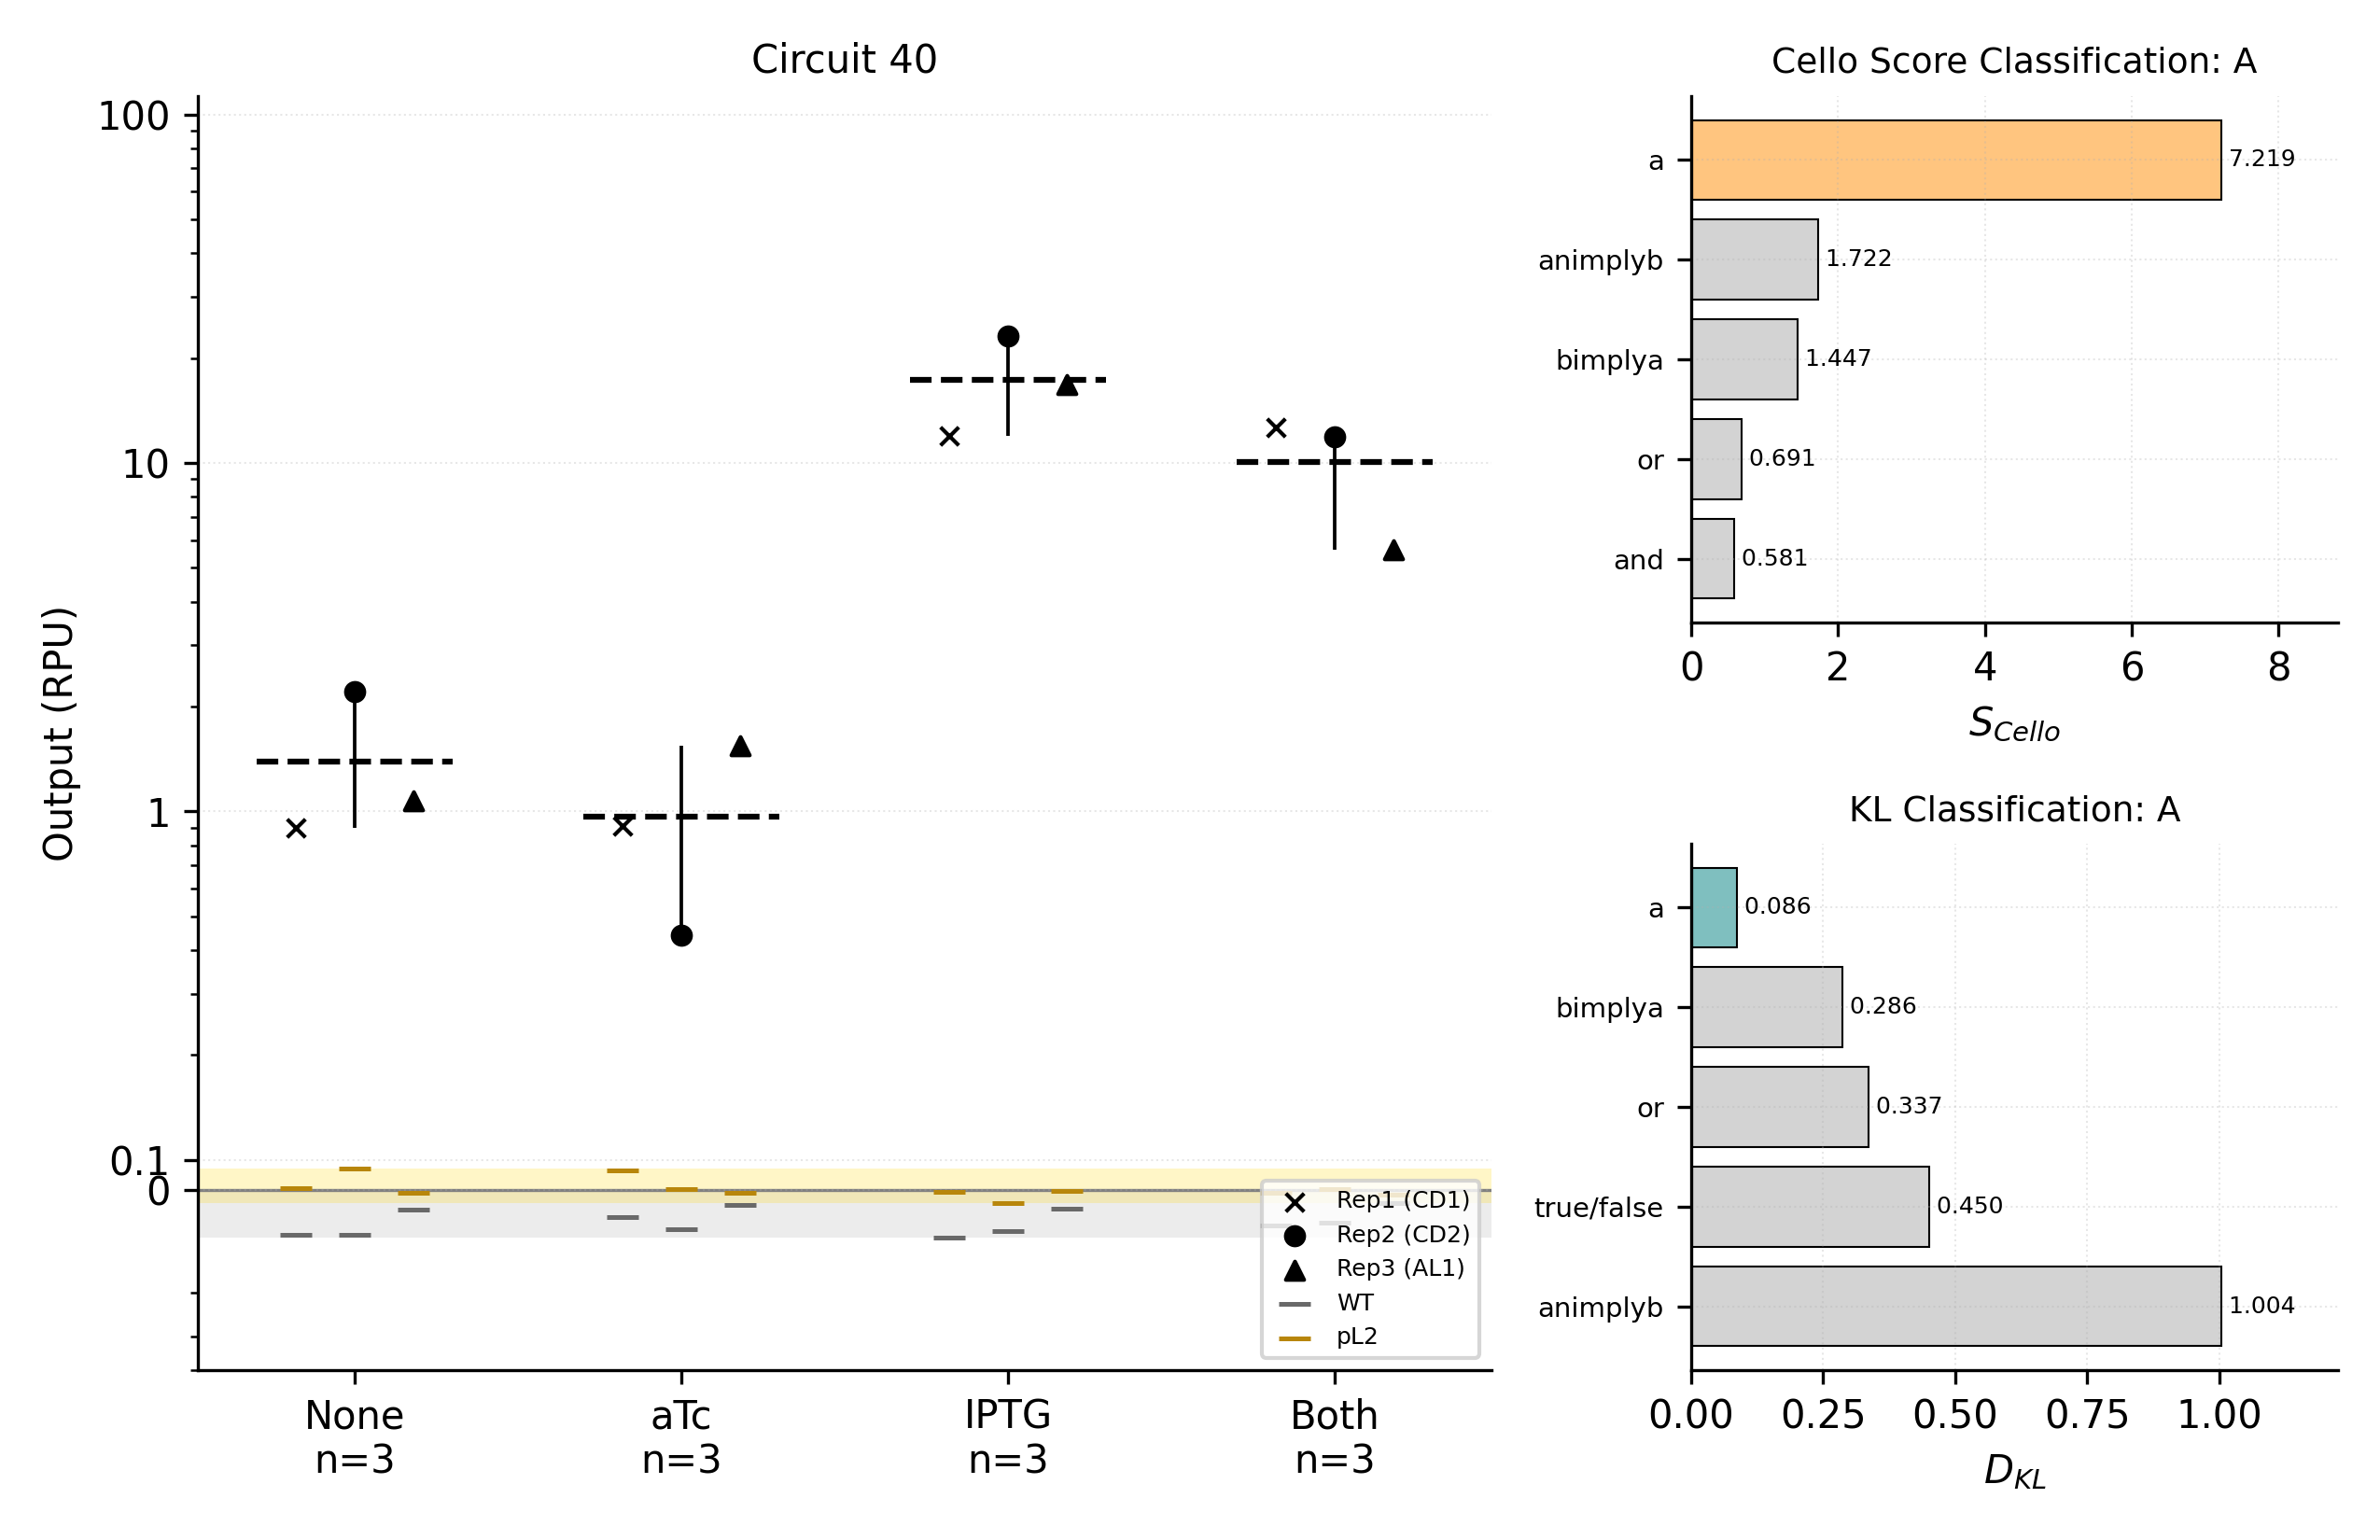 Circuit 40
Output (RPU)
100
10
1
0.1
0
None
n=3
aTc
n=3
IPTG
n=3
Both
n=3
Rep1 (CD1)
Rep2 (CD2)
Rep3 (AL1)
WT
pL2
Cello Score Classification: A
a
7.219
animplyb
1.722
bimplya
1.447
or
0.691
and
0.581
0 2 4 6 8
S_Cello
KL Classification: A
a
0.086
bimplya
0.286
or
0.337
true/false
0.450
animplyb
1.004
0.00 0.25 0.50 0.75 1.00
D_KL